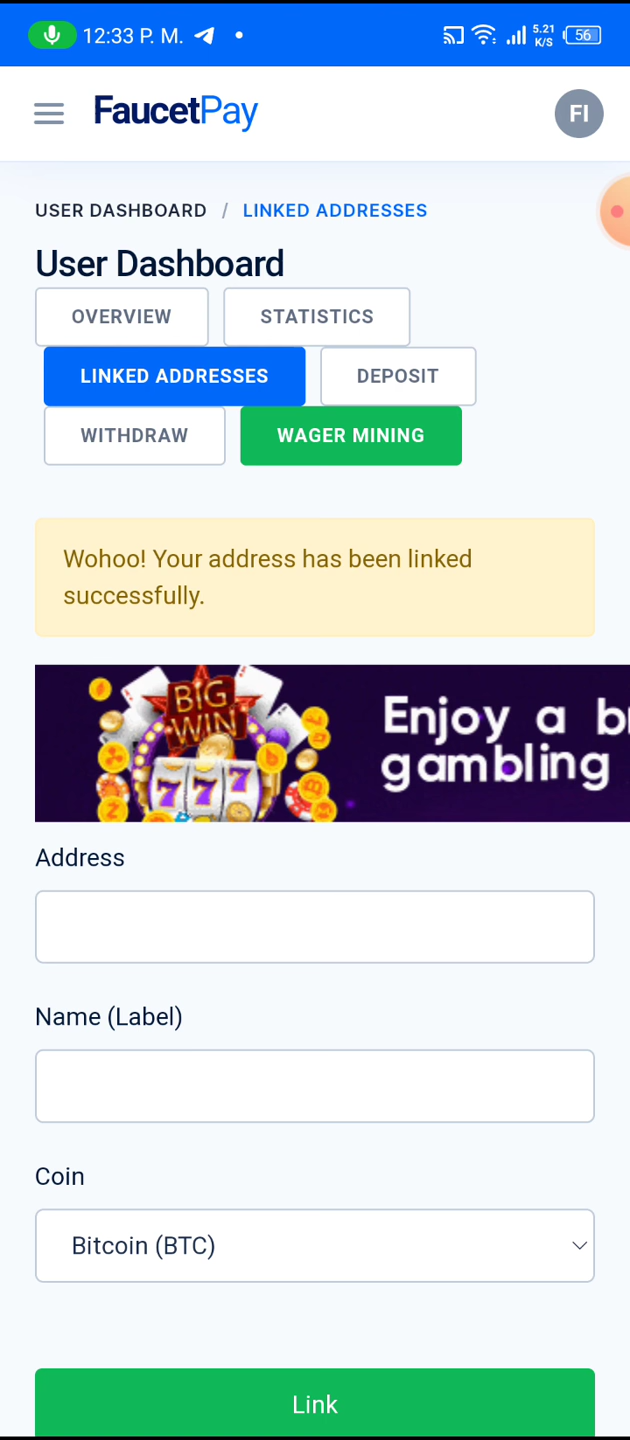 12:33 P. M.
5.21
K/S
56
FaucetPay
FI
USER DASHBOARD / LINKED ADDRESSES
User Dashboard
OVERVIEW STATISTICS
LINKED ADDRESSES DEPOSIT
WITHDRAW WAGER MINING
Wohoo! Your address has been linked
successfully.
BIG
WIN
777
Enjoy a br
gambling
Address
Name (Label)
Coin
Bitcoin (BTC)
Link